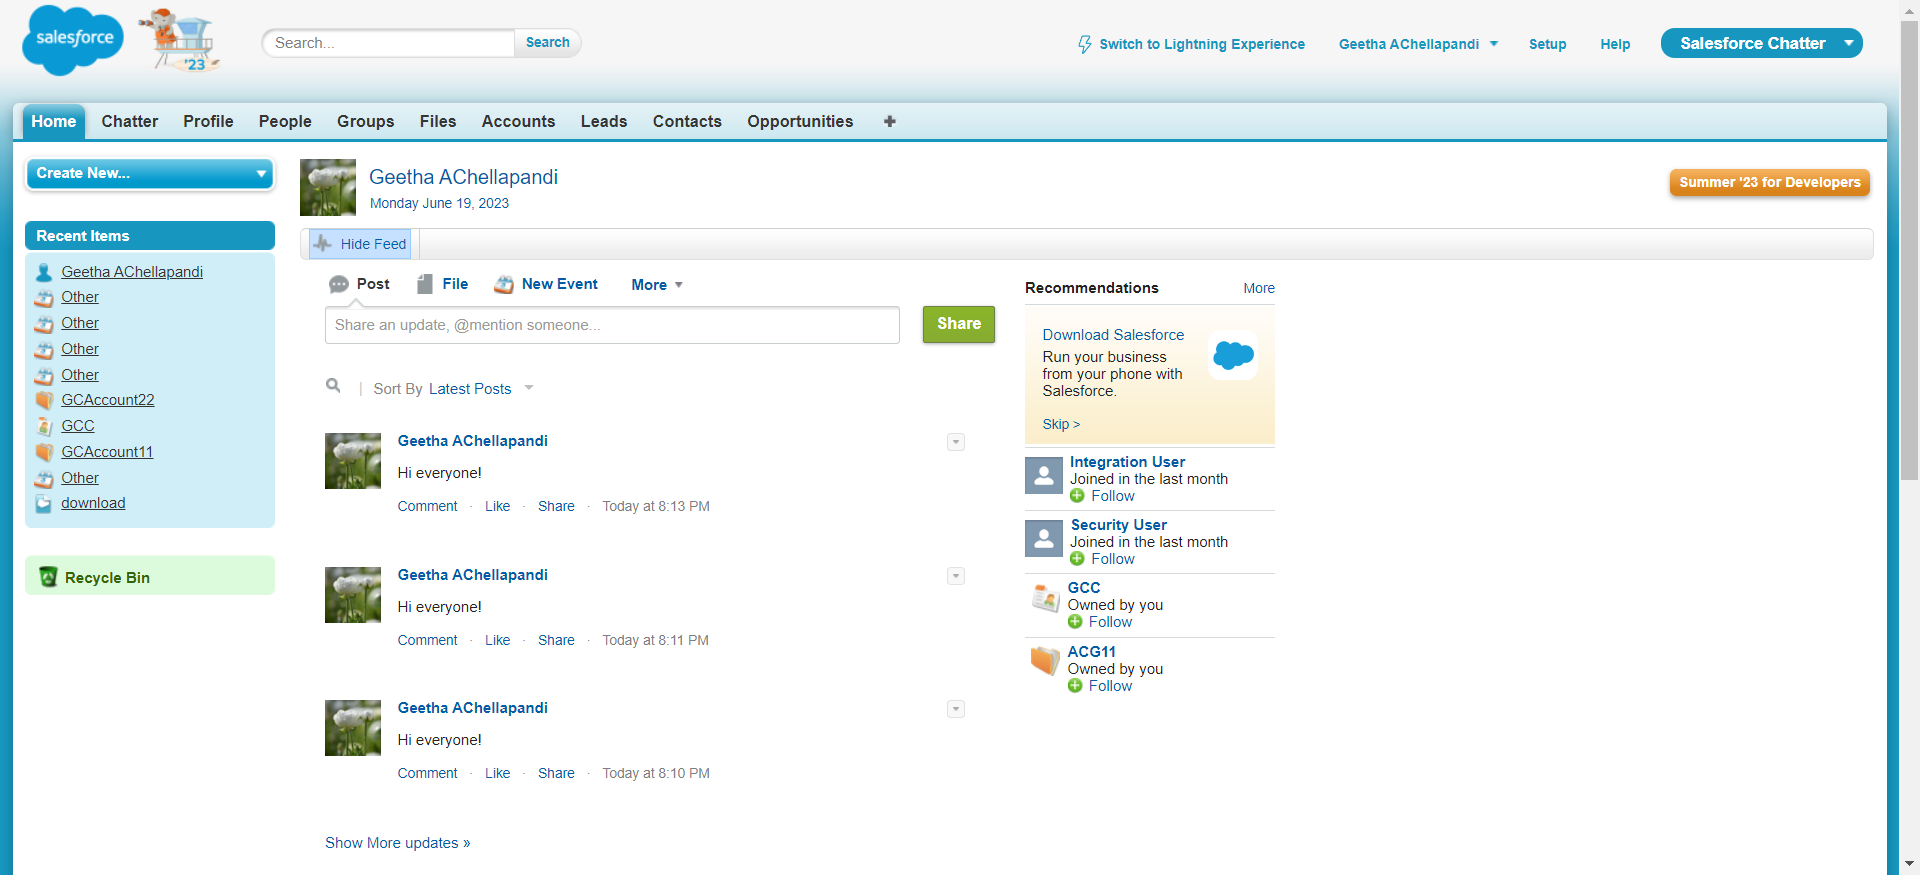 salesforce
'23
Search...
Search
Switch to Lightning Experience
Geetha AChellapandi
Setup
Help
Salesforce Chatter
Home
Chatter
Profile
People
Groups
Files
Accounts
Leads
Contacts
Opportunities
Create New...
Recent Items
Geetha AChellapandi
Other
Other
Other
Other
GCAccount22
GCC
GCAccount11
Other
download
Recycle Bin
Geetha AChellapandi
Monday June 19, 2023
Summer '23 for Developers
Hide Feed
Post
File
New Event
More
Share an update, @mention someone...
Share
| Sort By Latest Posts
Geetha AChellapandi
Hi everyone!
Comment · Like · Share · Today at 8:13 PM
Geetha AChellapandi
Hi everyone!
Comment · Like · Share · Today at 8:11 PM
Geetha AChellapandi
Hi everyone!
Comment · Like · Share · Today at 8:10 PM
Show More updates »
Recommendations
More
Download Salesforce
Run your business
from your phone with
Salesforce.
Skip >
Integration User
Joined in the last month
Follow
Security User
Joined in the last month
Follow
GCC
Owned by you
Follow
ACG11
Owned by you
Follow